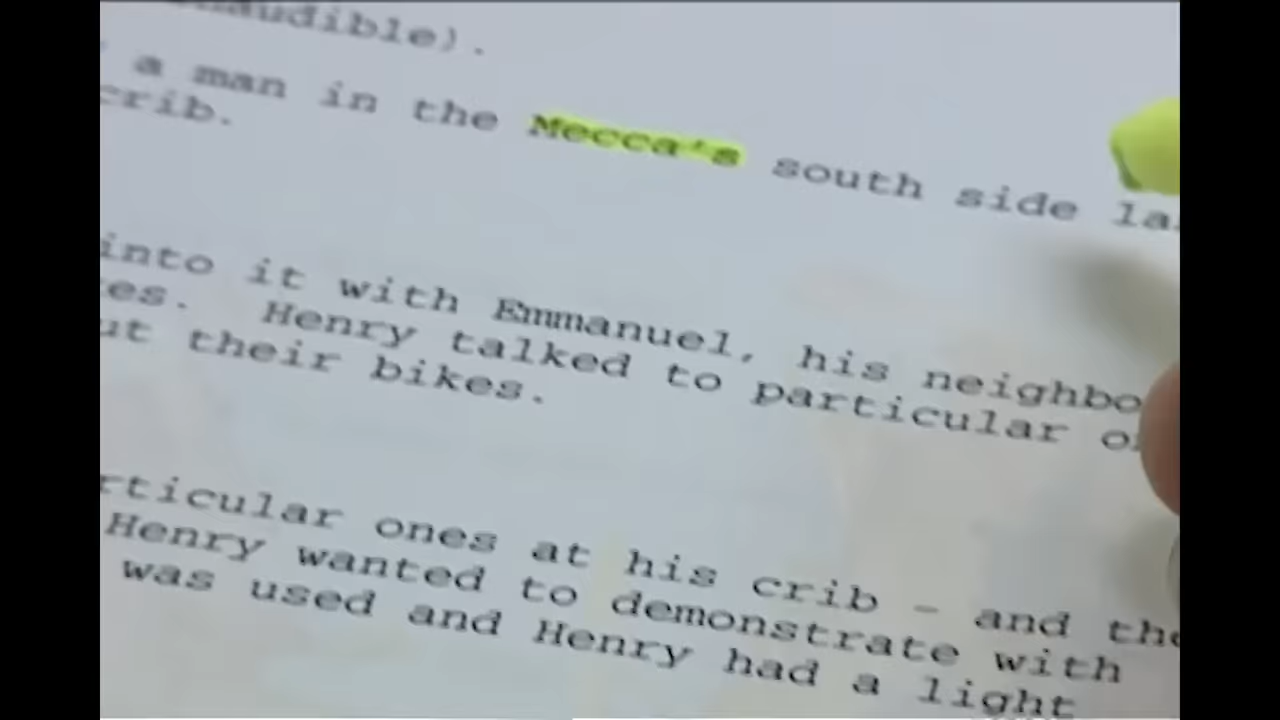 naudible).
a man in the Mecca's south side la
crib.
into it with Emmanuel, his neighbo
es. Henry talked to particular o
ut their bikes.
rticular ones at his crib – and the
Henry wanted to demonstrate with
was used and Henry had a light